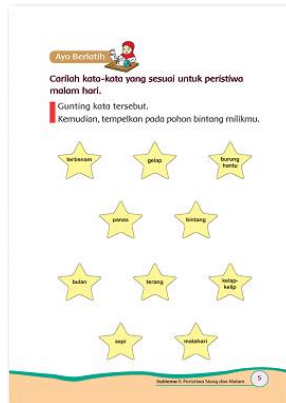 Ayo Berlatih
Carilah kata-kata yang sesuai untuk peristiwa
malam hari.
Gunting kata tersebut.
Kemudian, tempelkan pada pohon bintang milikmu.
terbenam
gelap
burung
hantu
panas
bintang
bulan
terang
kelap-
kelip
sepi
matahari
Subtema 1: Peristiwa Siang dan Malam
5